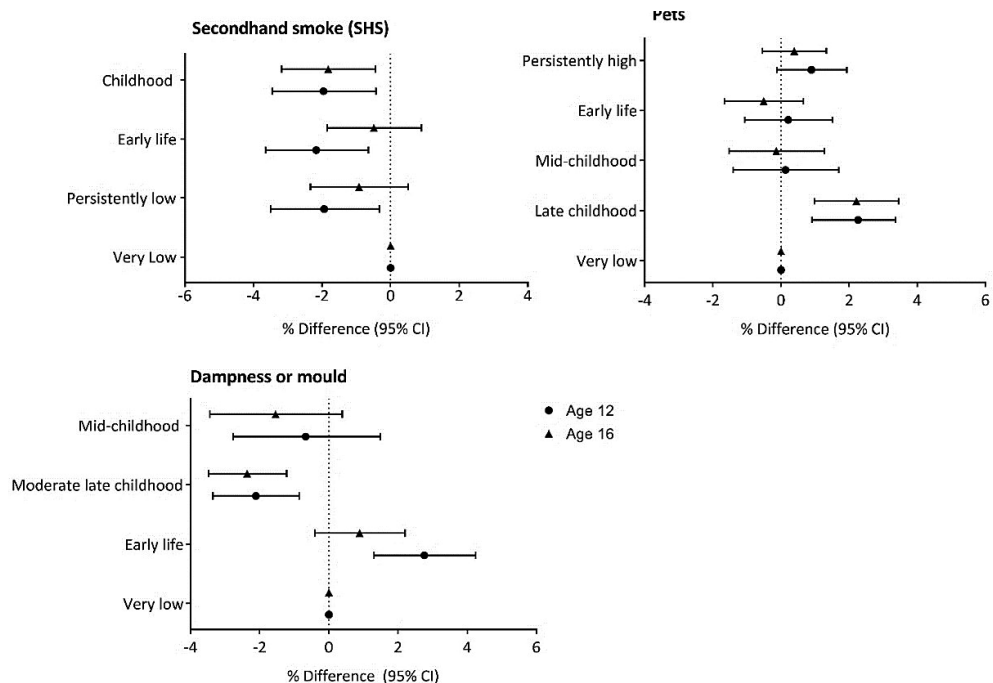 Secondhand smoke (SHS)
Childhood
Early life
Persistently low
Very Low
-6 -4 -2 0 2 4
% Difference (95% CI)
Pets
Persistently high
Early life
Mid-childhood
Late childhood
Very low
-4 -2 0 2 4 6
% Difference (95% CI)
Dampness or mould
Mid-childhood
Moderate late childhood
Early life
Very low
-4 -2 0 2 4 6
% Difference (95% CI)
Age 12
Age 16